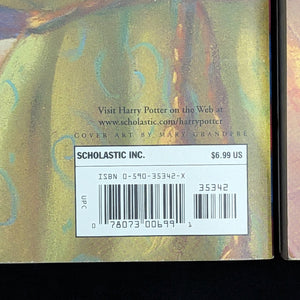 Visit Harry Potter on the Web at
www.scholastic.com/harrypotter
COVER ART BY MARY GRANDPRÉ
SCHOLASTIC INC.
$6.99 US
ISBN 0-590-35342-X
35342
UPC
0 78073 00699 1